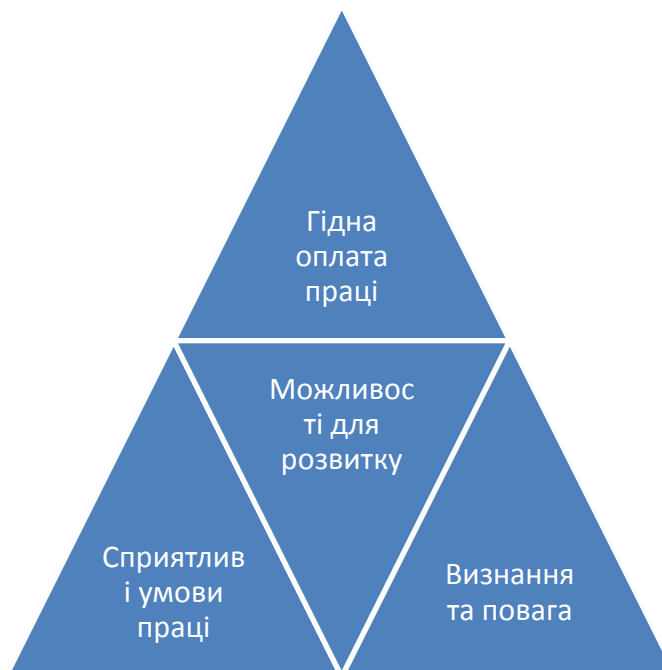 Гідна
оплата
праці
Можливос
ті для
розвитку
Сприятлив
і умови
праці
Визнання
та повага